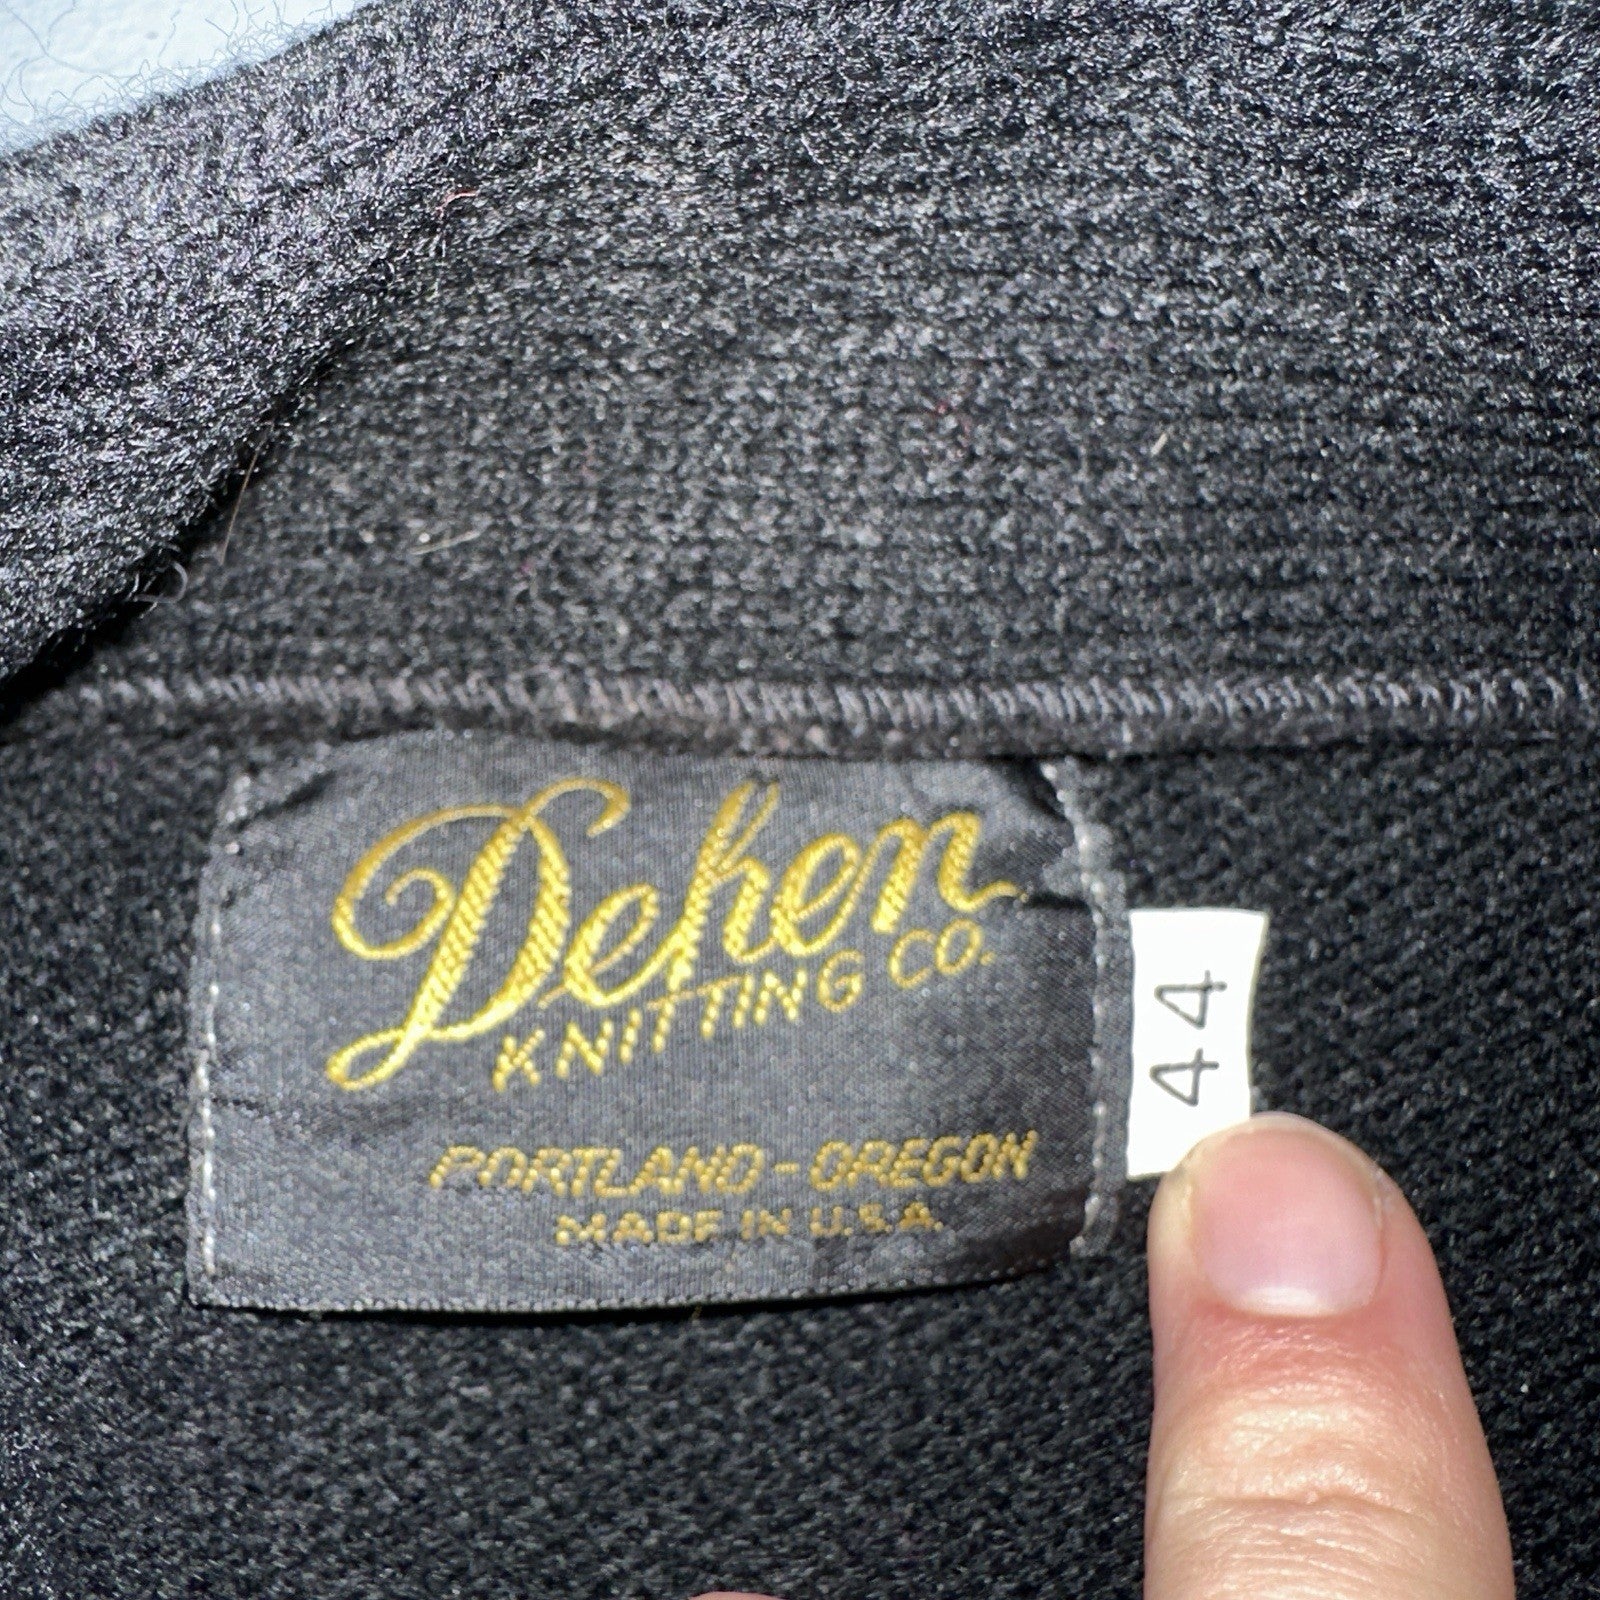 Dehen
KNITTING CO.
PORTLAND - OREGON
MADE IN U.S.A.
44